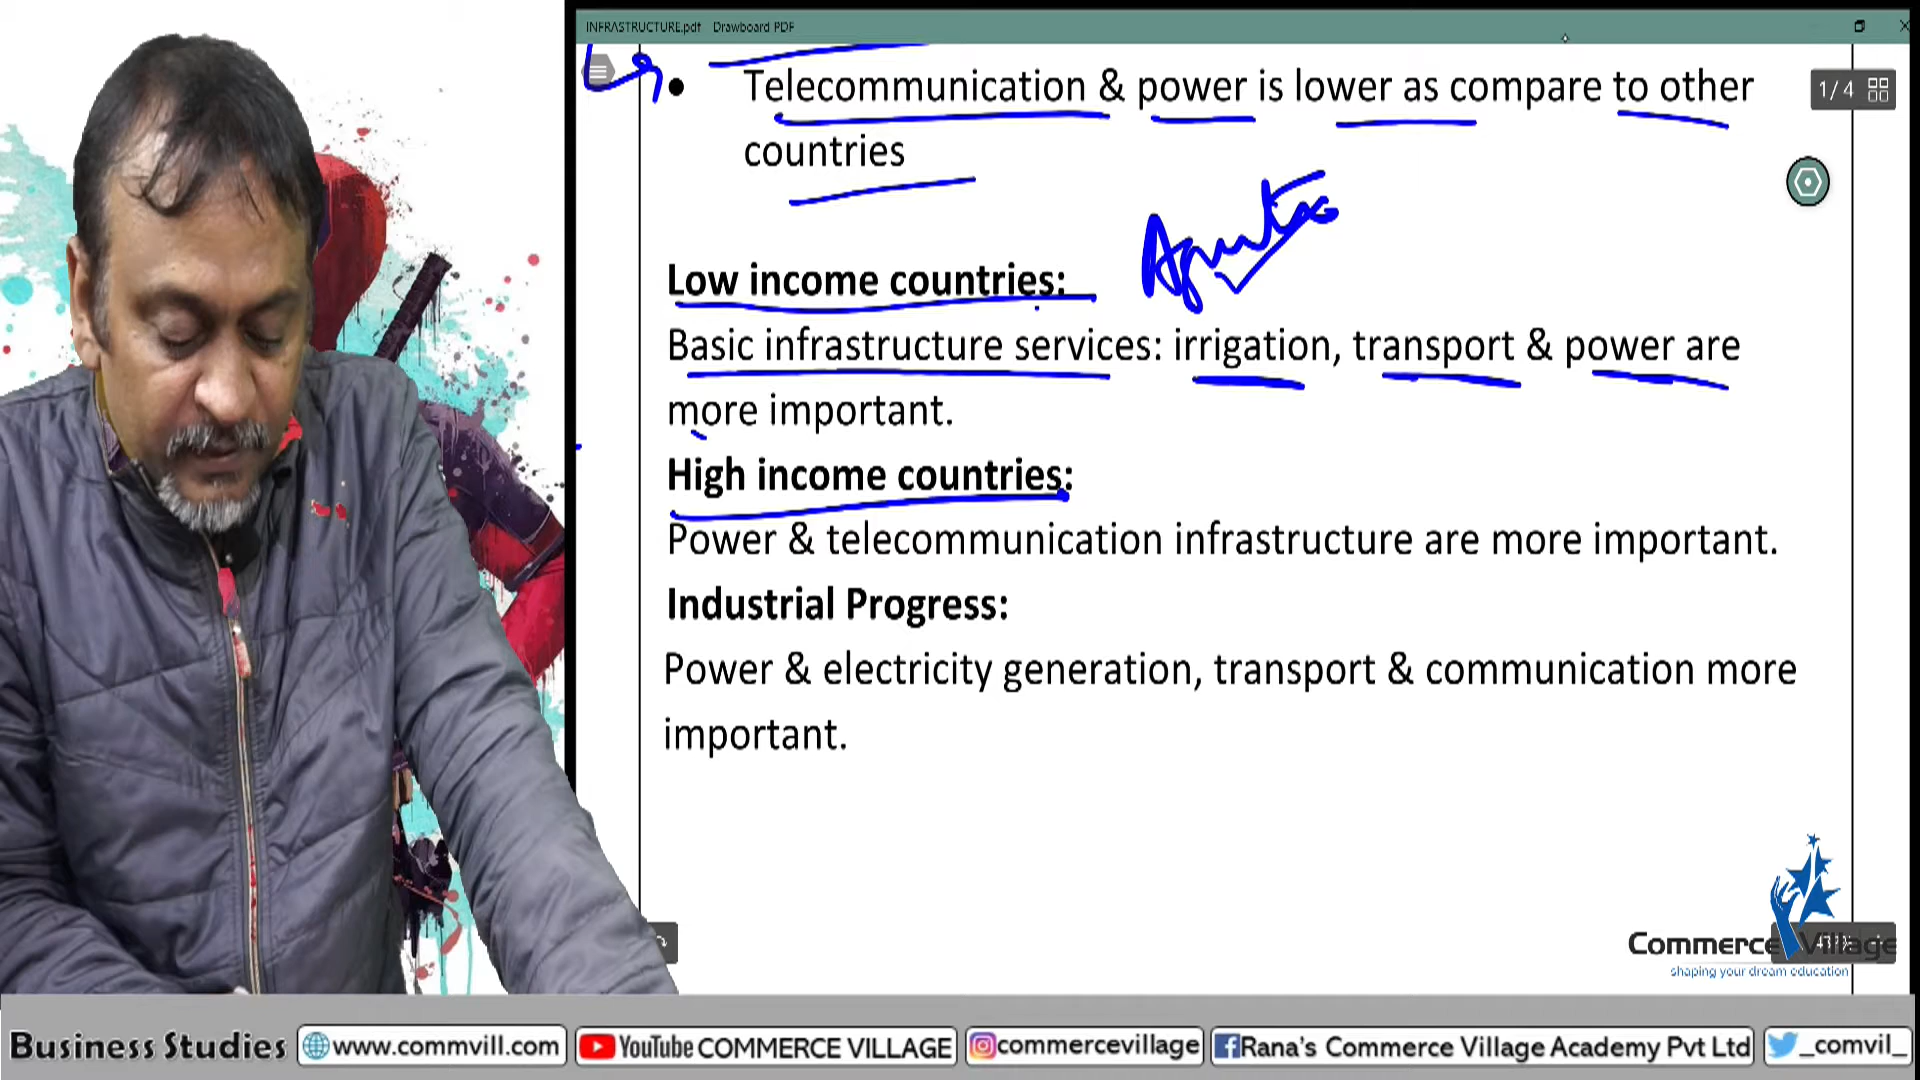 INFRASTRUCTURE.pdf Drawboard PDF
Telecommunication & power is lower as compare to other
1 / 4
countries
Low income countries:
Basic infrastructure services: irrigation, transport & power are
more important.
High income countries:
Power & telecommunication infrastructure are more important.
Industrial Progress:
Power & electricity generation, transport & communication more
important.
Commerce Village
shaping your dream education
Business Studies
www.commvill.com
YouTube COMMERCE VILLAGE
commercevillage
Rana's Commerce Village Academy Pvt Ltd
_comvil_